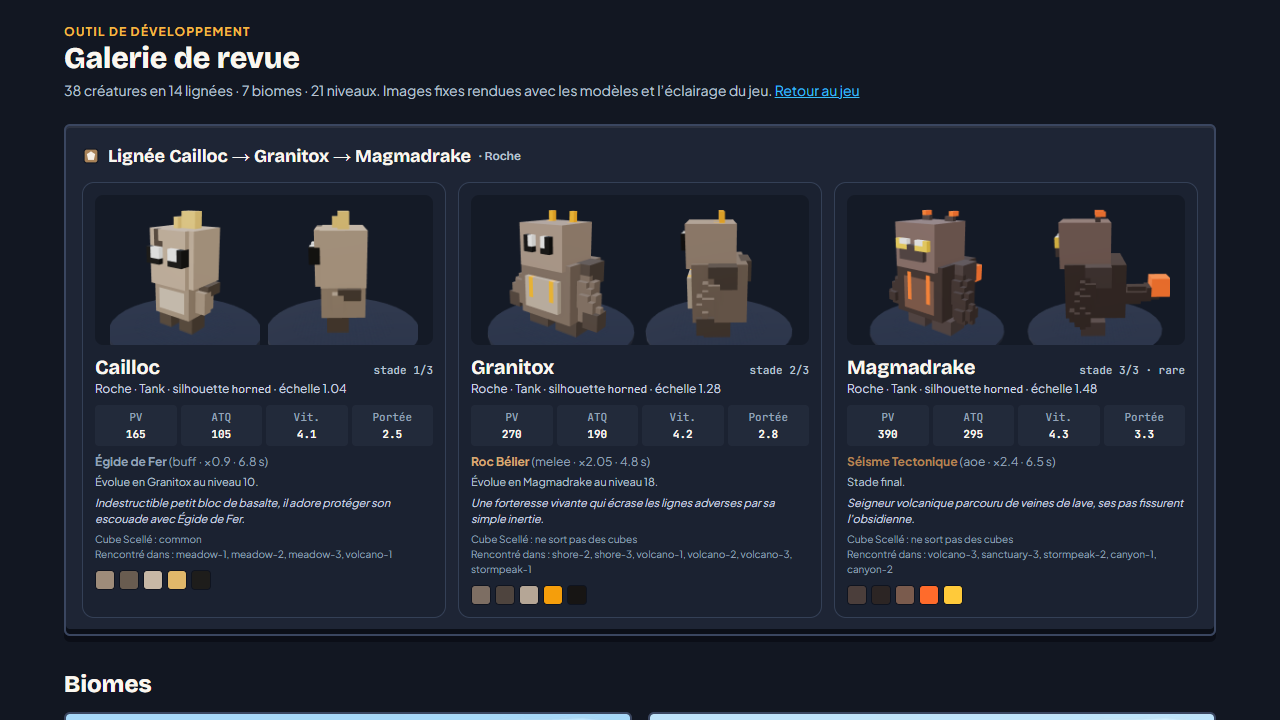 OUTIL DE DÉVELOPPEMENT
Galerie de revue
38 créatures en 14 lignées · 7 biomes · 21 niveaux. Images fixes rendues avec les modèles et l'éclairage du jeu. Retour au jeu
Lignée Cailloc → Granitox → Magmadrake · Roche
Cailloc stade 1/3
Roche · Tank · silhouette horned · échelle 1.04
PV ATQ Vit. Portée
165 105 4.1 2.5
Égide de Fer (buff · ×0.9 · 6.8 s)
Évolue en Granitox au niveau 10.
Indestructible petit bloc de basalte, il adore protéger son
escouade avec Égide de Fer.
Cube Scellé : common
Rencontré dans : meadow-1, meadow-2, meadow-3, volcano-1
Granitox stade 2/3
Roche · Tank · silhouette horned · échelle 1.28
PV ATQ Vit. Portée
270 190 4.2 2.8
Roc Bélier (melee · ×2.05 · 4.8 s)
Évolue en Magmadrake au niveau 18.
Une forteresse vivante qui écrase les lignes adverses par sa
simple inertie.
Cube Scellé : ne sort pas des cubes
Rencontré dans : shore-2, shore-3, volcano-1, volcano-2, volcano-3,
stormpeak-1
Magmadrake stade 3/3 · rare
Roche · Tank · silhouette horned · échelle 1.48
PV ATQ Vit. Portée
390 295 4.3 3.3
Séisme Tectonique (aoe · ×2.4 · 6.5 s)
Stade final.
Seigneur volcanique parcouru de veines de lave, ses pas fissurent
l'obsidienne.
Cube Scellé : ne sort pas des cubes
Rencontré dans : volcano-3, sanctuary-3, stormpeak-2, canyon-1,
canyon-2
Biomes